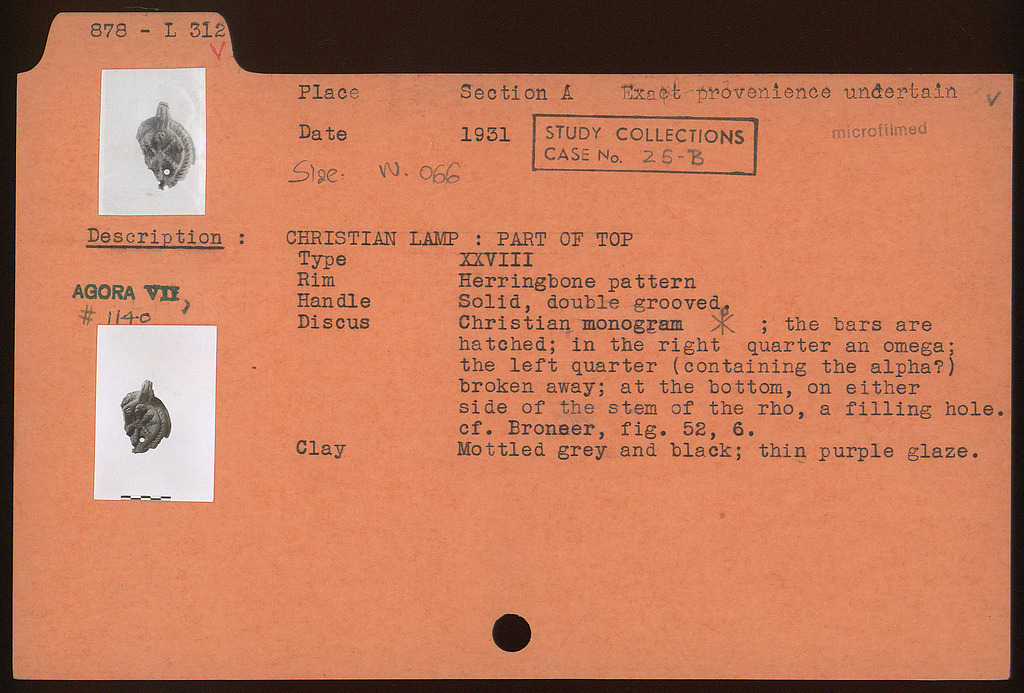 878 - L 312
Place Section A Exact provenience undertain
Date 1931
STUDY COLLECTIONS
CASE No. 25-B
microfilmed
Size: W. 066
Description : CHRISTIAN LAMP : PART OF TOP
Type XXVIII
Rim Herringbone pattern
Handle Solid, double grooved.
AGORA VII,
# 1140
Discus Christian monogram ; the bars are
hatched; in the right quarter an omega;
the left quarter (containing the alpha?)
broken away; at the bottom, on either
side of the stem of the rho, a filling hole.
cf. Broneer, fig. 52, 6.
Clay Mottled grey and black; thin purple glaze.